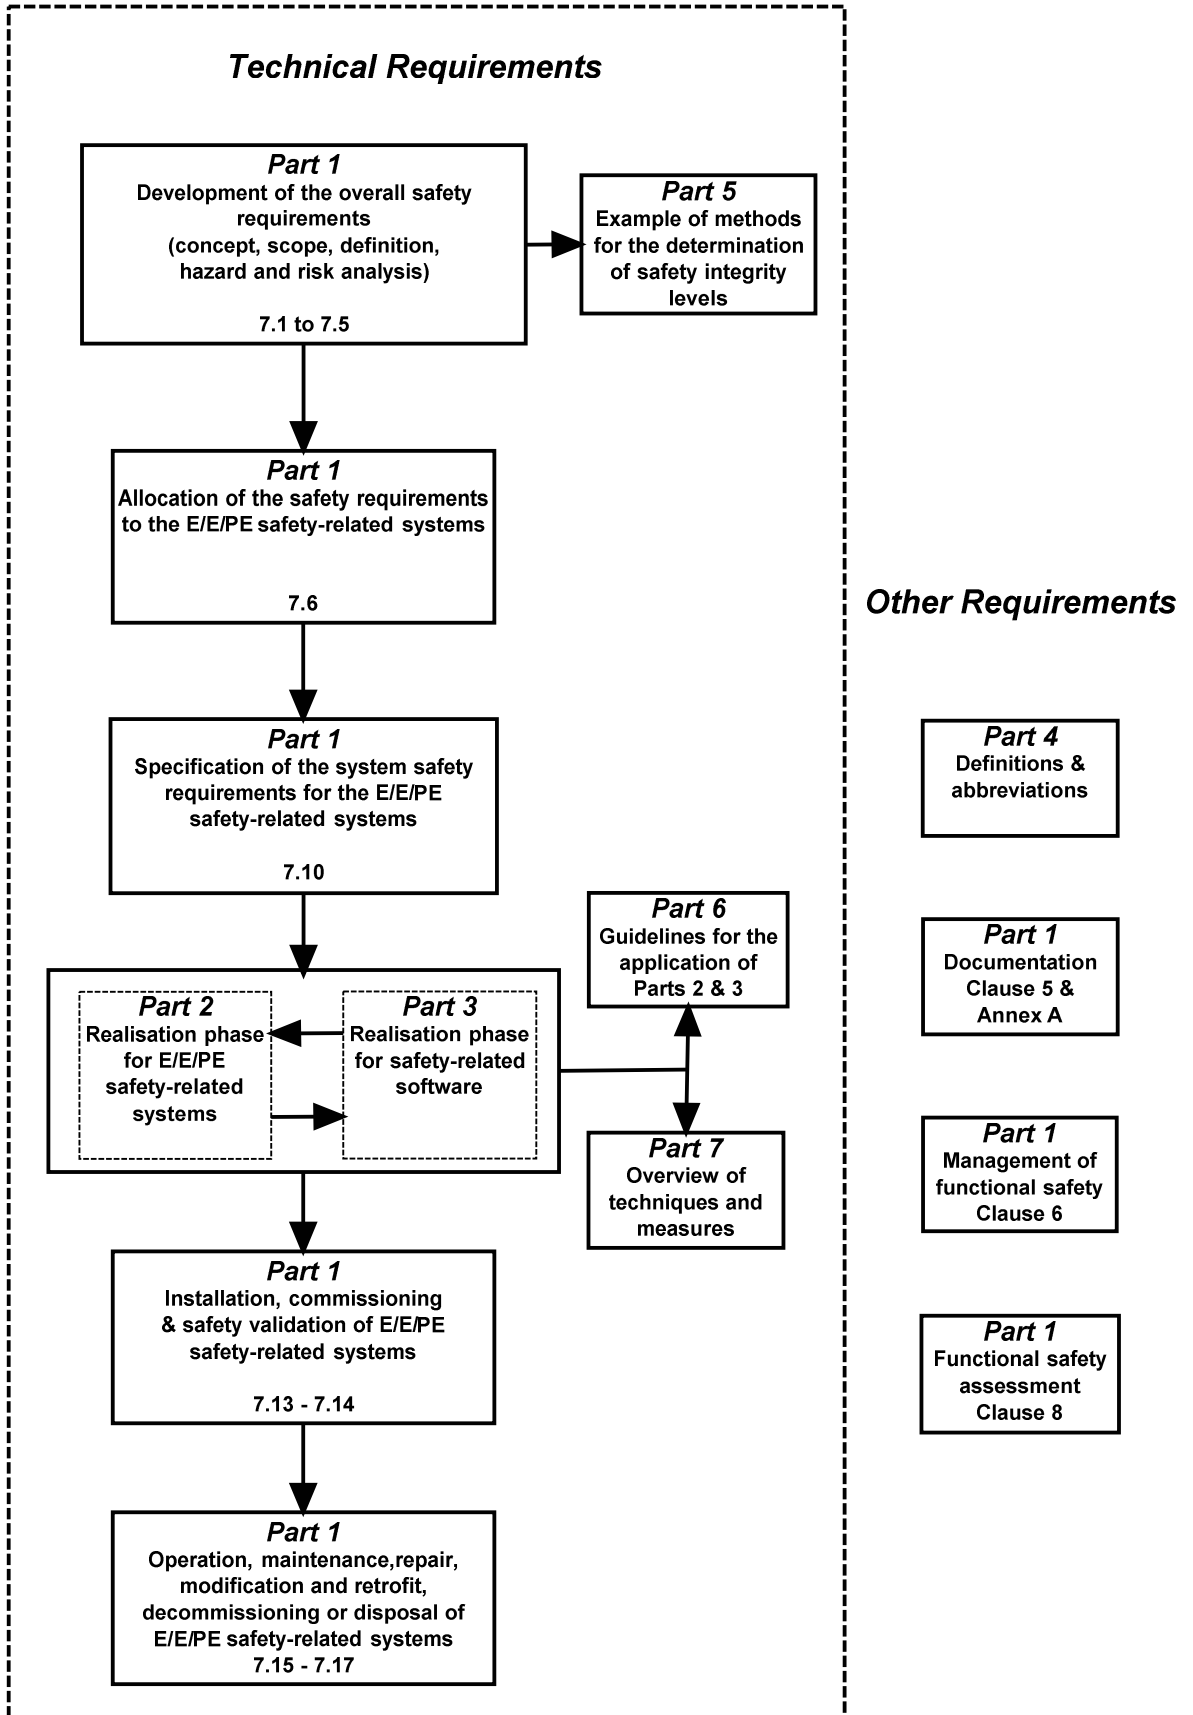 Technical Requirements
Part 1
Development of the overall safety
requirements
(concept, scope, definition,
hazard and risk analysis)
7.1 to 7.5
Part 5
Example of methods
for the determination
of safety integrity
levels
Part 1
Allocation of the safety requirements
to the E/E/PE safety-related systems
7.6
Part 1
Specification of the system safety
requirements for the E/E/PE
safety-related systems
7.10
Part 2
Realisation phase
for E/E/PE
safety-related
systems
Part 3
Realisation phase
for safety-related
software
Part 6
Guidelines for the
application of
Parts 2 & 3
Part 7
Overview of
techniques and
measures
Part 1
Installation, commissioning
& safety validation of E/E/PE
safety-related systems
7.13 - 7.14
Part 1
Operation, maintenance,repair,
modification and retrofit,
decommissioning or disposal of
E/E/PE safety-related systems
7.15 - 7.17
Other Requirements
Part 4
Definitions &
abbreviations
Part 1
Documentation
Clause 5 &
Annex A
Part 1
Management of
functional safety
Clause 6
Part 1
Functional safety
assessment
Clause 8